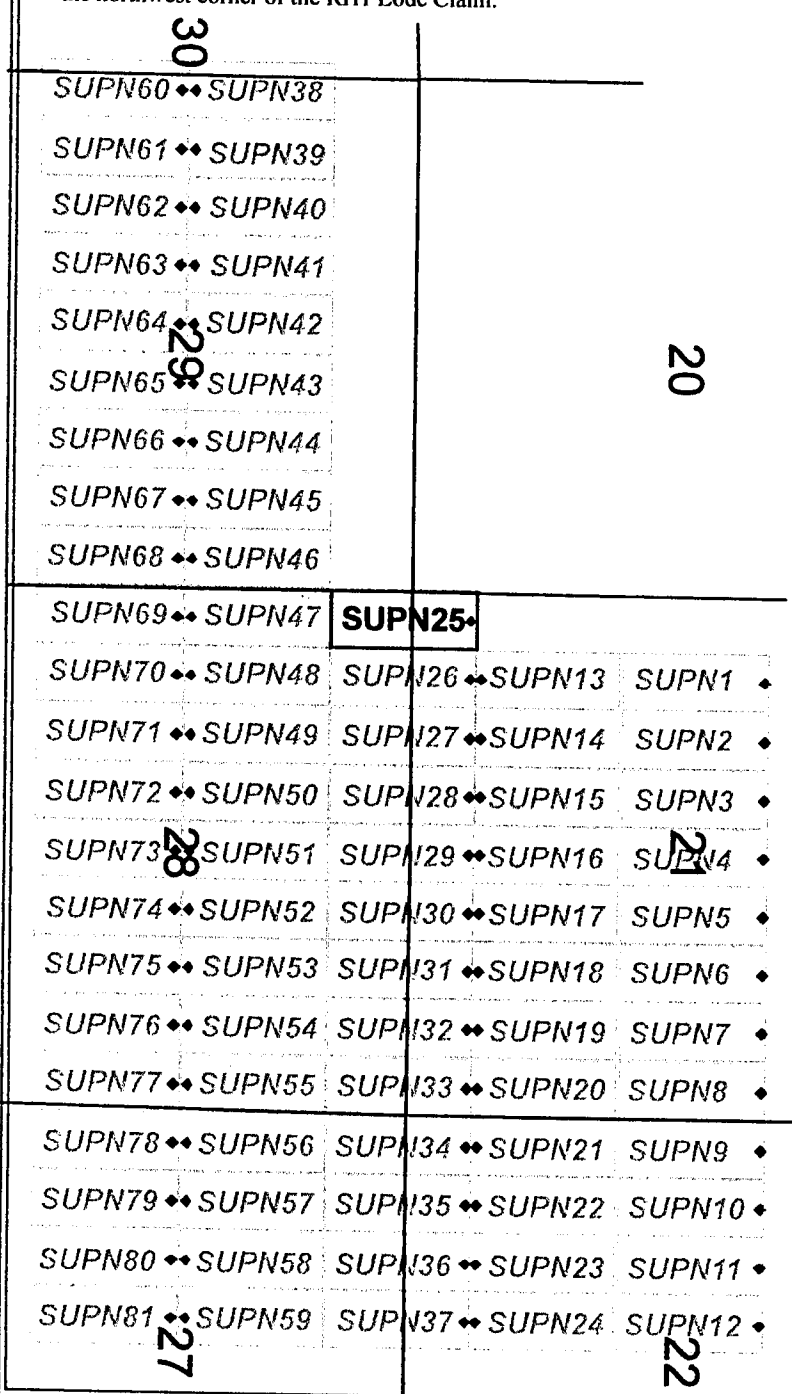 the northwest corner of the RH1 Lode Claim.
30
SUPN60 SUPN38
SUPN61 SUPN39
SUPN62 SUPN40
SUPN63 SUPN41
SUPN64 SUPN42
29
20
SUPN65 SUPN43
SUPN66 SUPN44
SUPN67 SUPN45
SUPN68 SUPN46
SUPN69 SUPN47 SUPN25
SUPN70 SUPN48 SUPN26 SUPN13 SUPN1
SUPN71 SUPN49 SUPN27 SUPN14 SUPN2
SUPN72 SUPN50 SUPN28 SUPN15 SUPN3
SUPN73 SUPN51 SUPN29 SUPN16 SUPN4
28
21
SUPN74 SUPN52 SUPN30 SUPN17 SUPN5
SUPN75 SUPN53 SUPN31 SUPN18 SUPN6
SUPN76 SUPN54 SUPN32 SUPN19 SUPN7
SUPN77 SUPN55 SUPN33 SUPN20 SUPN8
SUPN78 SUPN56 SUPN34 SUPN21 SUPN9
SUPN79 SUPN57 SUPN35 SUPN22 SUPN10
SUPN80 SUPN58 SUPN36 SUPN23 SUPN11
SUPN81 SUPN59 SUPN37 SUPN24 SUPN12
27
22